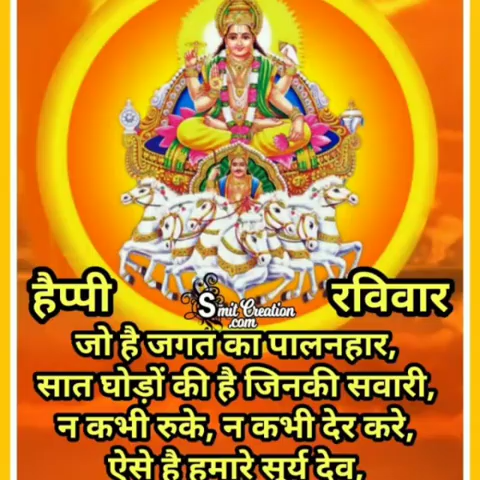 हैप्पी
रविवार
Smit Creation
.com
जो है जगत का पालनहार,
सात घोड़ों की है जिनकी सवारी,
न कभी रुके, न कभी देर करे,
ऐसे है हमारे सूर्य देव,